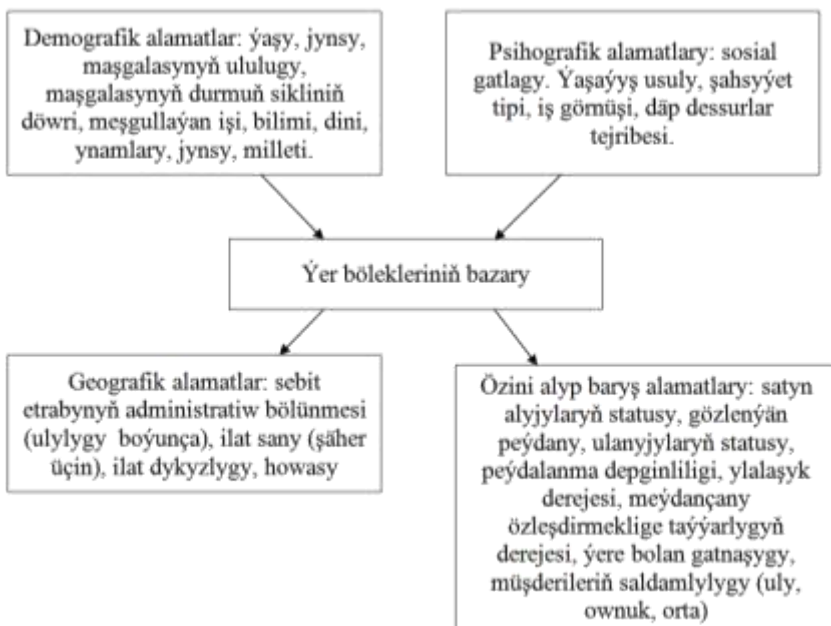 Demografik alamatlar: ýaşy, jynsy,
maşgalasynyň ululugy,
maşgalasynyň durmuň sikliniň
döwri, meşgullaýan işi, bilimi, dini,
ynamlary, jynsy, milleti.
Psihografik alamatlary: sosial
gatlagy. Ýaşaýyş usuly, şahsyýet
tipi, iş görnüşi, däp dessurlar
tejribesi.
Ýer bölekleriniň bazary
Geografik alamatlar: sebit
etrabynyň administratiw bölünmesi
(ulylygy boýunça), ilat sany (şäher
üçin), ilat dykyzlygy, howasy
Özini alyp baryş alamatlary: satyn
alyjylaryň statusy, gözlenýän
peýdany, ulanyjylaryň statusy,
peýdalanma depginliligi, ylalaşyk
derejesi, meýdançany
özleşdirmeklige taýýarlygyň
derejesi, ýere bolan gatnaşygy,
müşderileriň saldamlylygy (uly,
ownuk, orta)